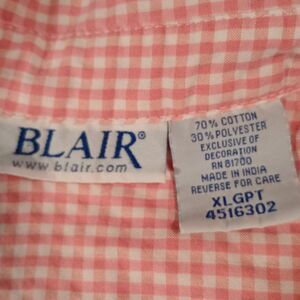 BLAIR®
www.blair.com
70% COTTON
30% POLYESTER
EXCLUSIVE OF
DECORATION
RN 81700
MADE IN INDIA
REVERSE FOR CARE
XLGPT
4516302